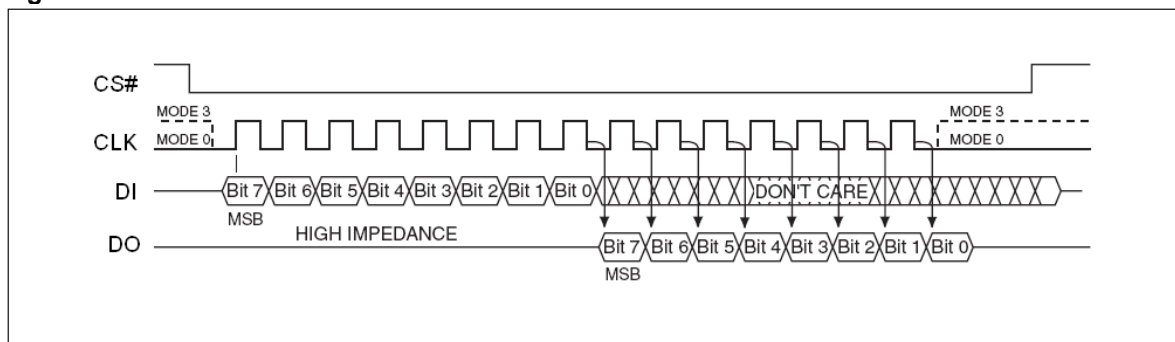 CS#
MODE 3 MODE 3
CLK MODE 0 MODE 0
DI Bit 7 Bit 6 Bit 5 Bit 4 Bit 3 Bit 2 Bit 1 Bit 0 DON'T CARE
MSB
HIGH IMPEDANCE
DO Bit 7 Bit 6 Bit 5 Bit 4 Bit 3 Bit 2 Bit 1 Bit 0
MSB